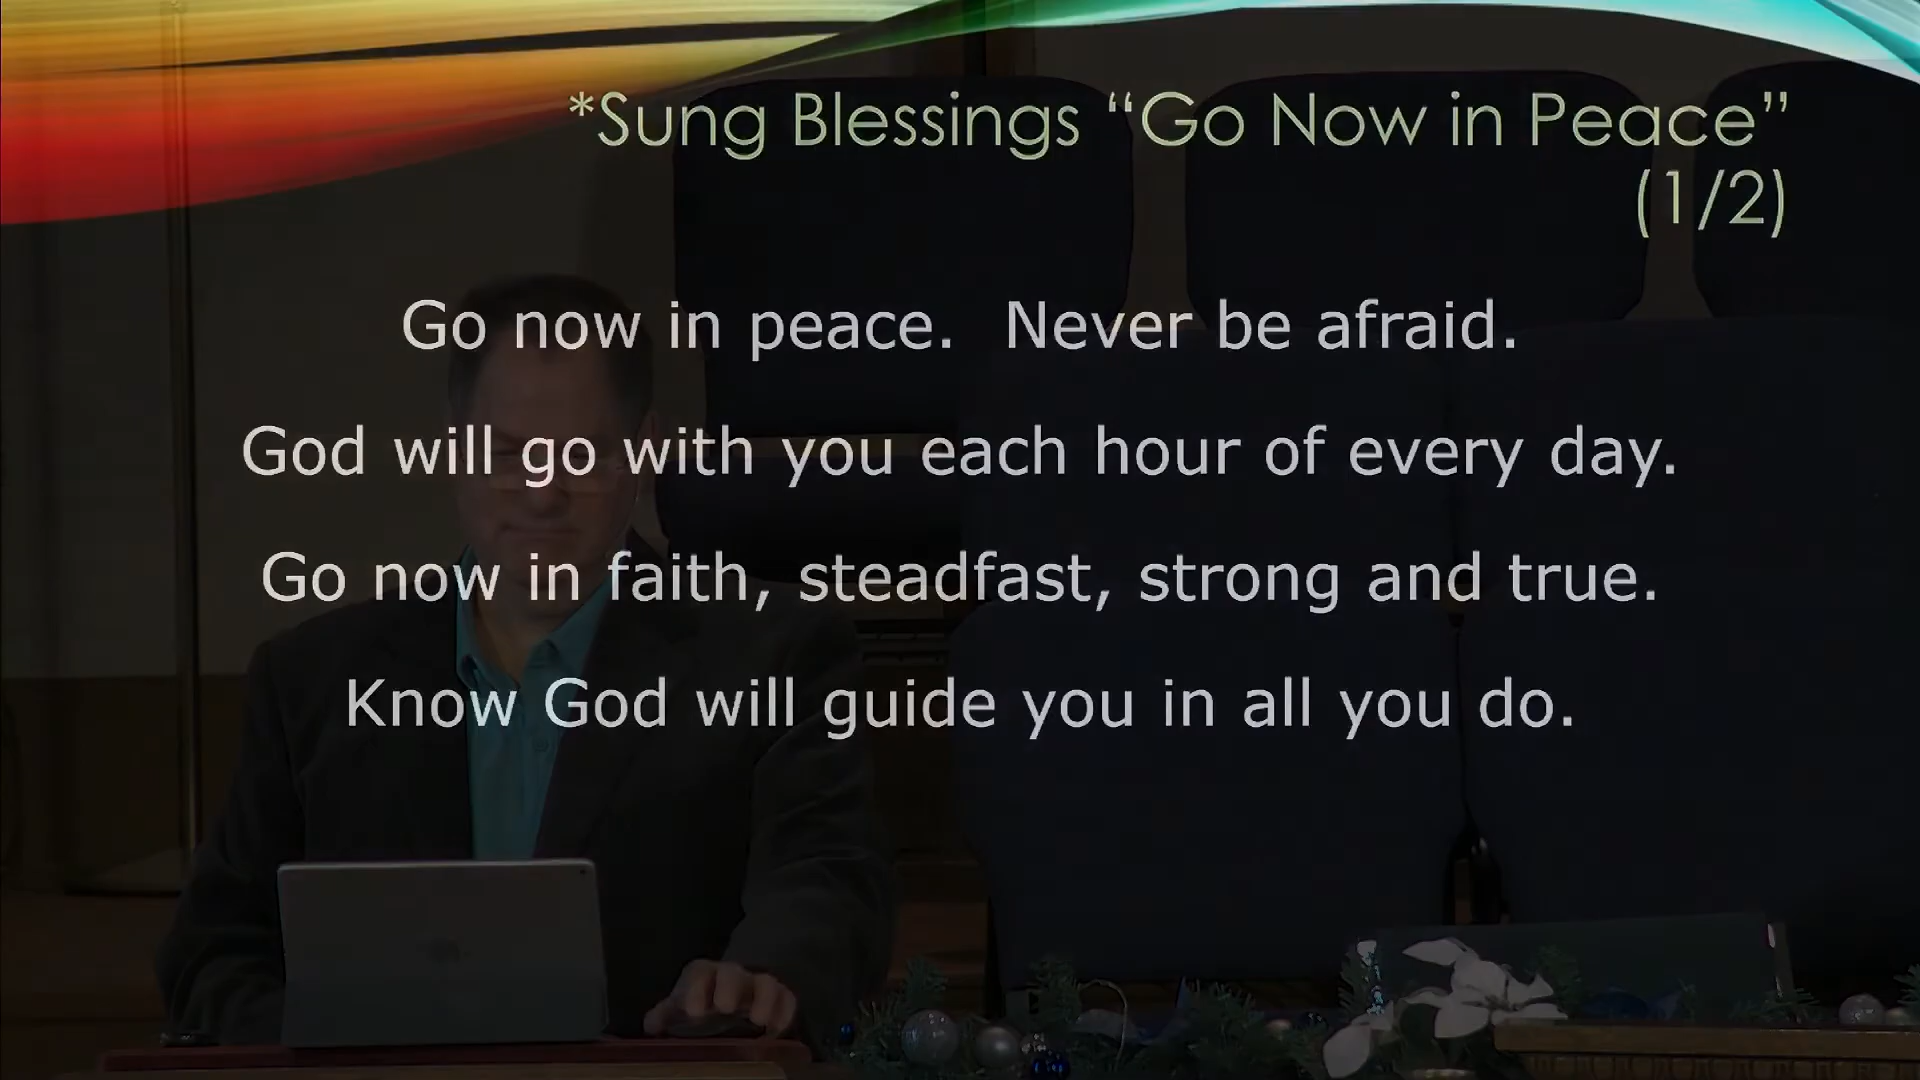 *Sung Blessings “Go Now in Peace”
(1/2)
Go now in peace.  Never be afraid.
God will go with you each hour of every day.
Go now in faith, steadfast, strong and true.
Know God will guide you in all you do.